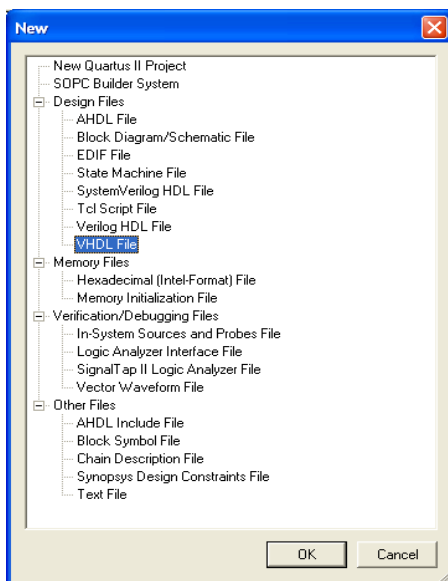 New
New Quartus II Project
SOPC Builder System
Design Files
AHDL File
Block Diagram/Schematic File
EDIF File
State Machine File
SystemVerilog HDL File
Tcl Script File
Verilog HDL File
VHDL File
Memory Files
Hexadecimal (Intel-Format) File
Memory Initialization File
Verification/Debugging Files
In-System Sources and Probes File
Logic Analyzer Interface File
SignalTap II Logic Analyzer File
Vector Waveform File
Other Files
AHDL Include File
Block Symbol File
Chain Description File
Synopsys Design Constraints File
Text File
OK Cancel